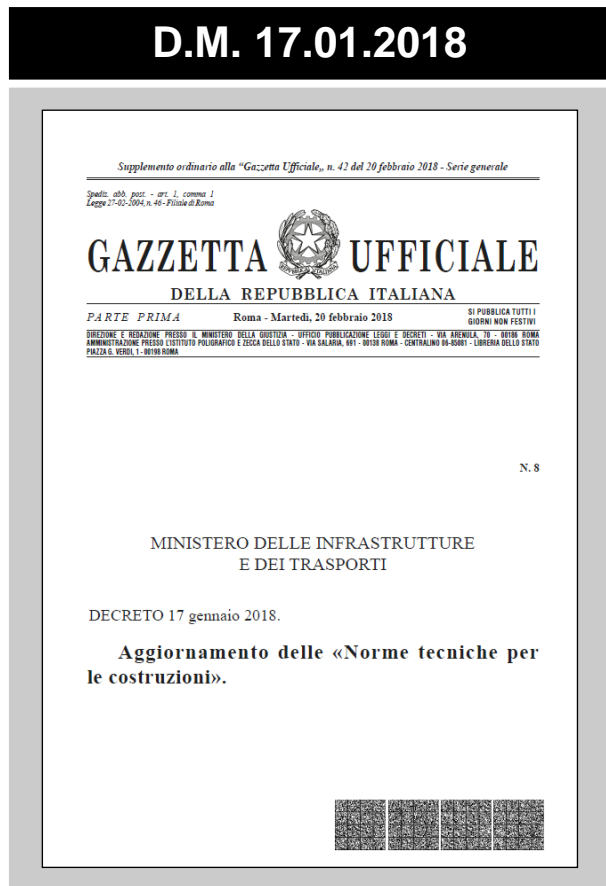 D.M. 17.01.2018
Supplemento ordinario alla “Gazzetta Ufficiale„ n. 42 del 20 febbraio 2018 - Serie generale
Spediz. abb. post. - art. 1, comma 1
Legge 27-02-2004, n. 46 - Filiale di Roma
GAZZETTA UFFICIALE
DELLA REPUBBLICA ITALIANA
PARTE PRIMA Roma - Martedì, 20 febbraio 2018 SI PUBBLICA TUTTI I
GIORNI NON FESTIVI
DIREZIONE E REDAZIONE PRESSO IL MINISTERO DELLA GIUSTIZIA - UFFICIO PUBBLICAZIONE LEGGI E DECRETI - VIA ARENULA, 70 - 00186 ROMA
AMMINISTRAZIONE PRESSO L'ISTITUTO POLIGRAFICO E ZECCA DELLO STATO - VIA SALARIA, 691 - 00138 ROMA - CENTRALINO 06-85081 - LIBRERIA DELLO STATO
PIAZZA G. VERDI, 1 - 00198 ROMA
N. 8
MINISTERO DELLE INFRASTRUTTURE
E DEI TRASPORTI
DECRETO 17 gennaio 2018.
Aggiornamento delle «Norme tecniche per
le costruzioni».